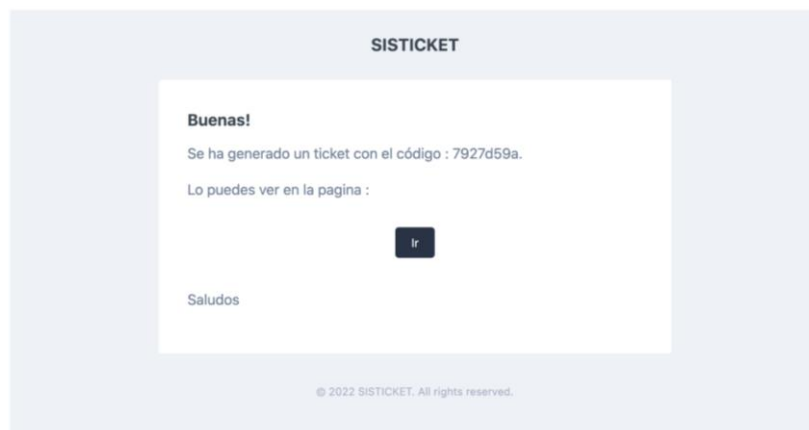 SISTICKET
Buenas!
Se ha generado un ticket con el código : 7927d59a.
Lo puedes ver en la pagina :
Ir
Saludos
© 2022 SISTICKET. All rights reserved.